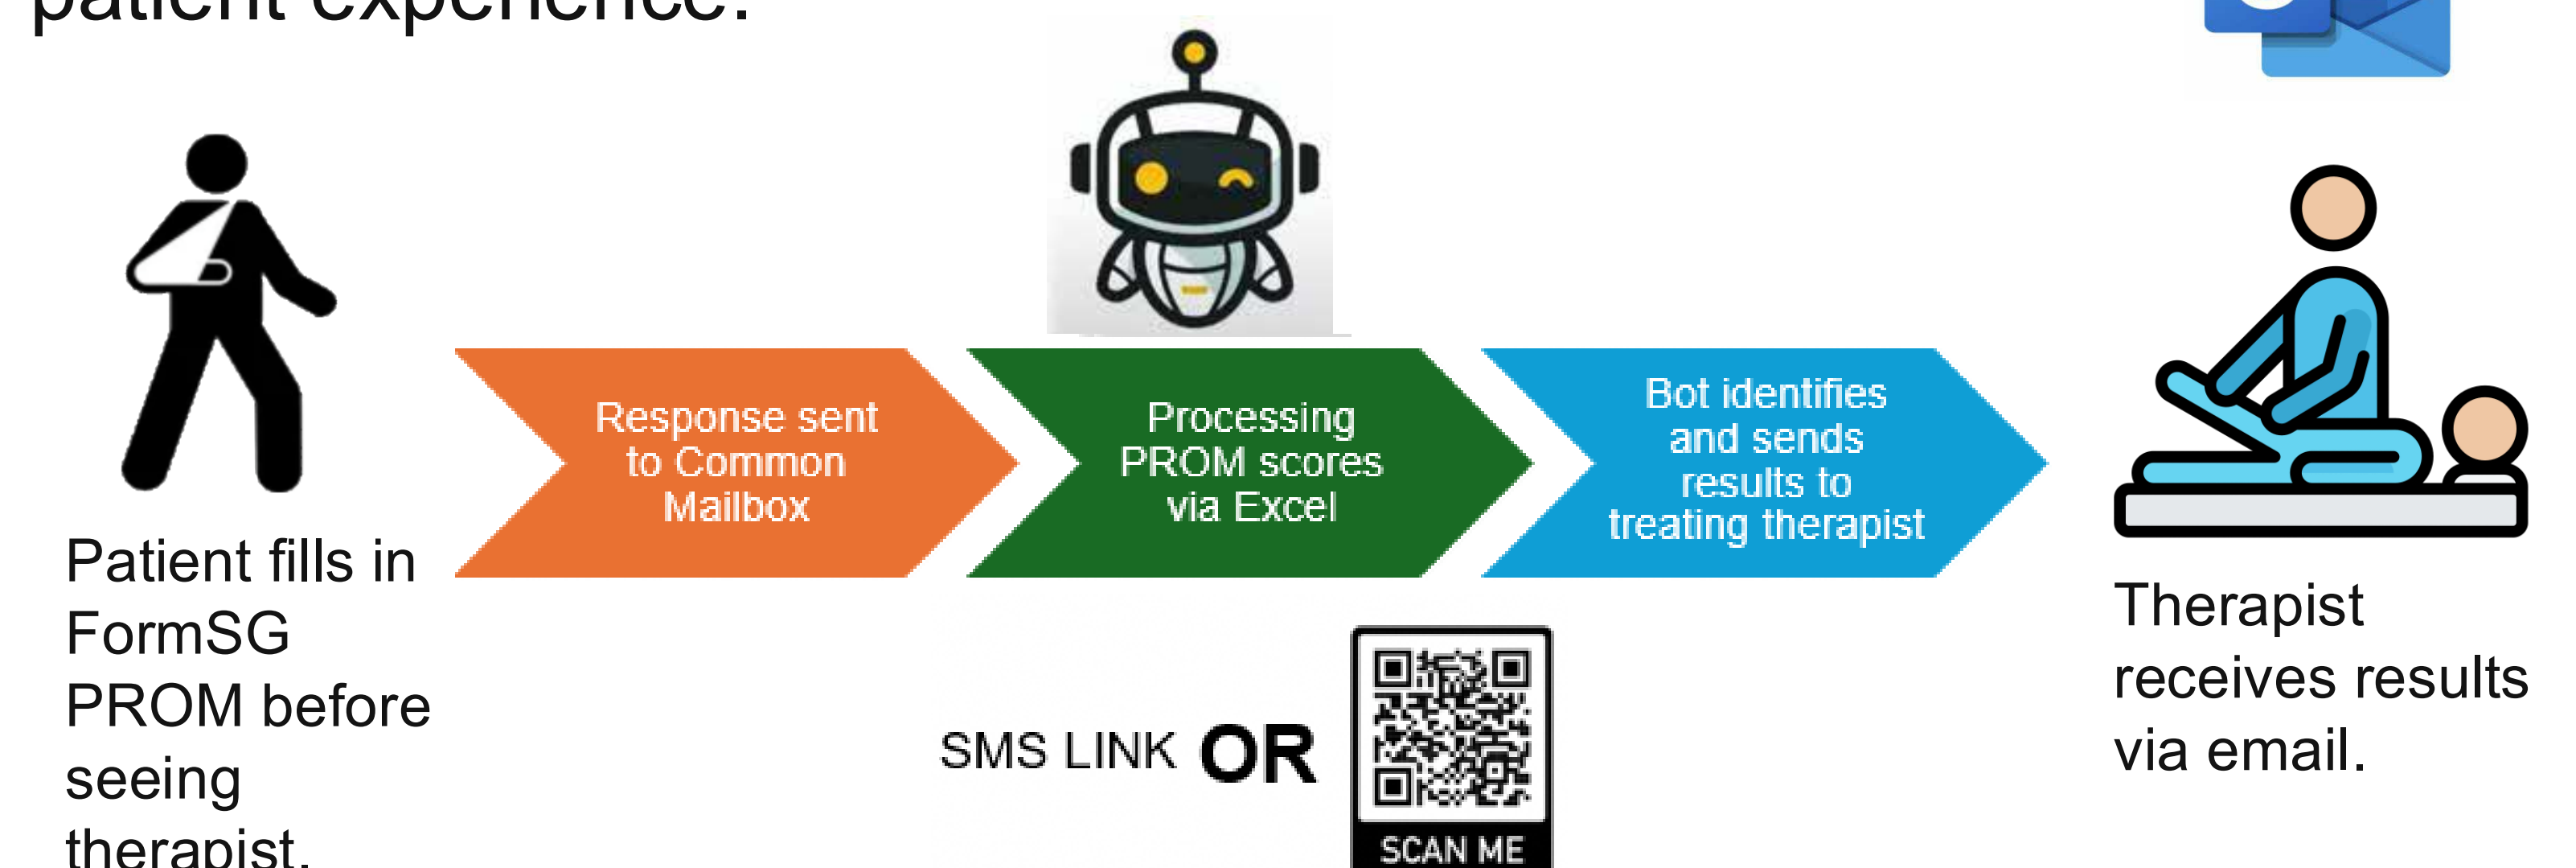 patient experience.
Response sent
to Common
Mailbox
Processing
PROM scores
via Excel
Bot identifies
and sends
results to
treating therapist
Patient fills in
FormSG
PROM before
seeing
therapist.
SMS LINK OR
SCAN ME
Therapist
receives results
via email.